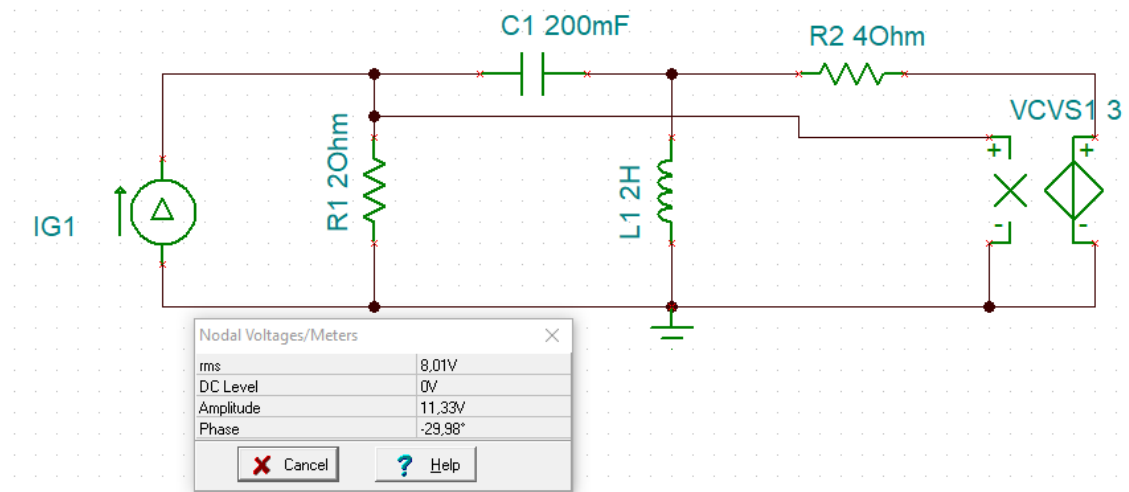 C1 200mF
R2 4Ohm
VCVS1 3
+
+
R1 2Ohm
L1 2H
IG1
-
-
Nodal Voltages/Meters
rms 8,01V
DC Level 0V
Amplitude 11,33V
Phase -29,98°
Cancel ? Help